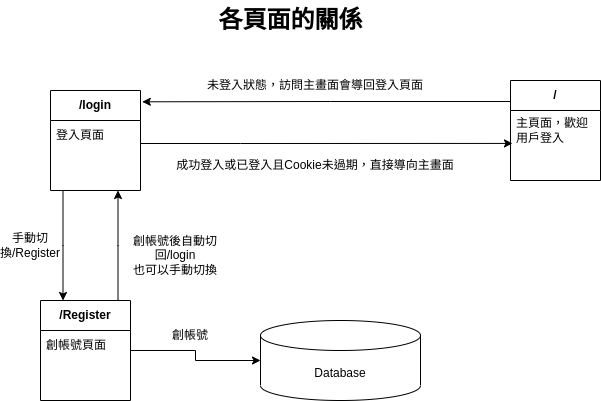 各頁面的關係
未登入狀態，訪問主畫面會導回登入頁面
/login
/
登入頁面
主頁面，歡迎
用戶登入
成功登入或已登入且Cookie未過期，直接導向主畫面
手動切
換/Register
創帳號後自動切
回/login
也可以手動切換
/Register
創帳號頁面
創帳號
Database